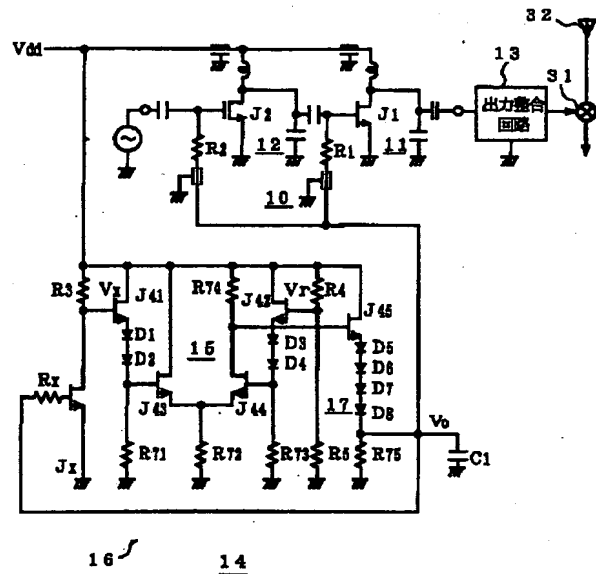 32
Vdd
13
31
J2
J1
出力整合
回路
R2
12
R1
11
10
R3
Vx
J41
R74
J42
Vr
R4
J45
D1
D2
15
D3
D4
D5
D6
D7
D8
Rx
J43
J44
17
Vo
Jx
R71
R72
R73
R5
R75
C1
16
14